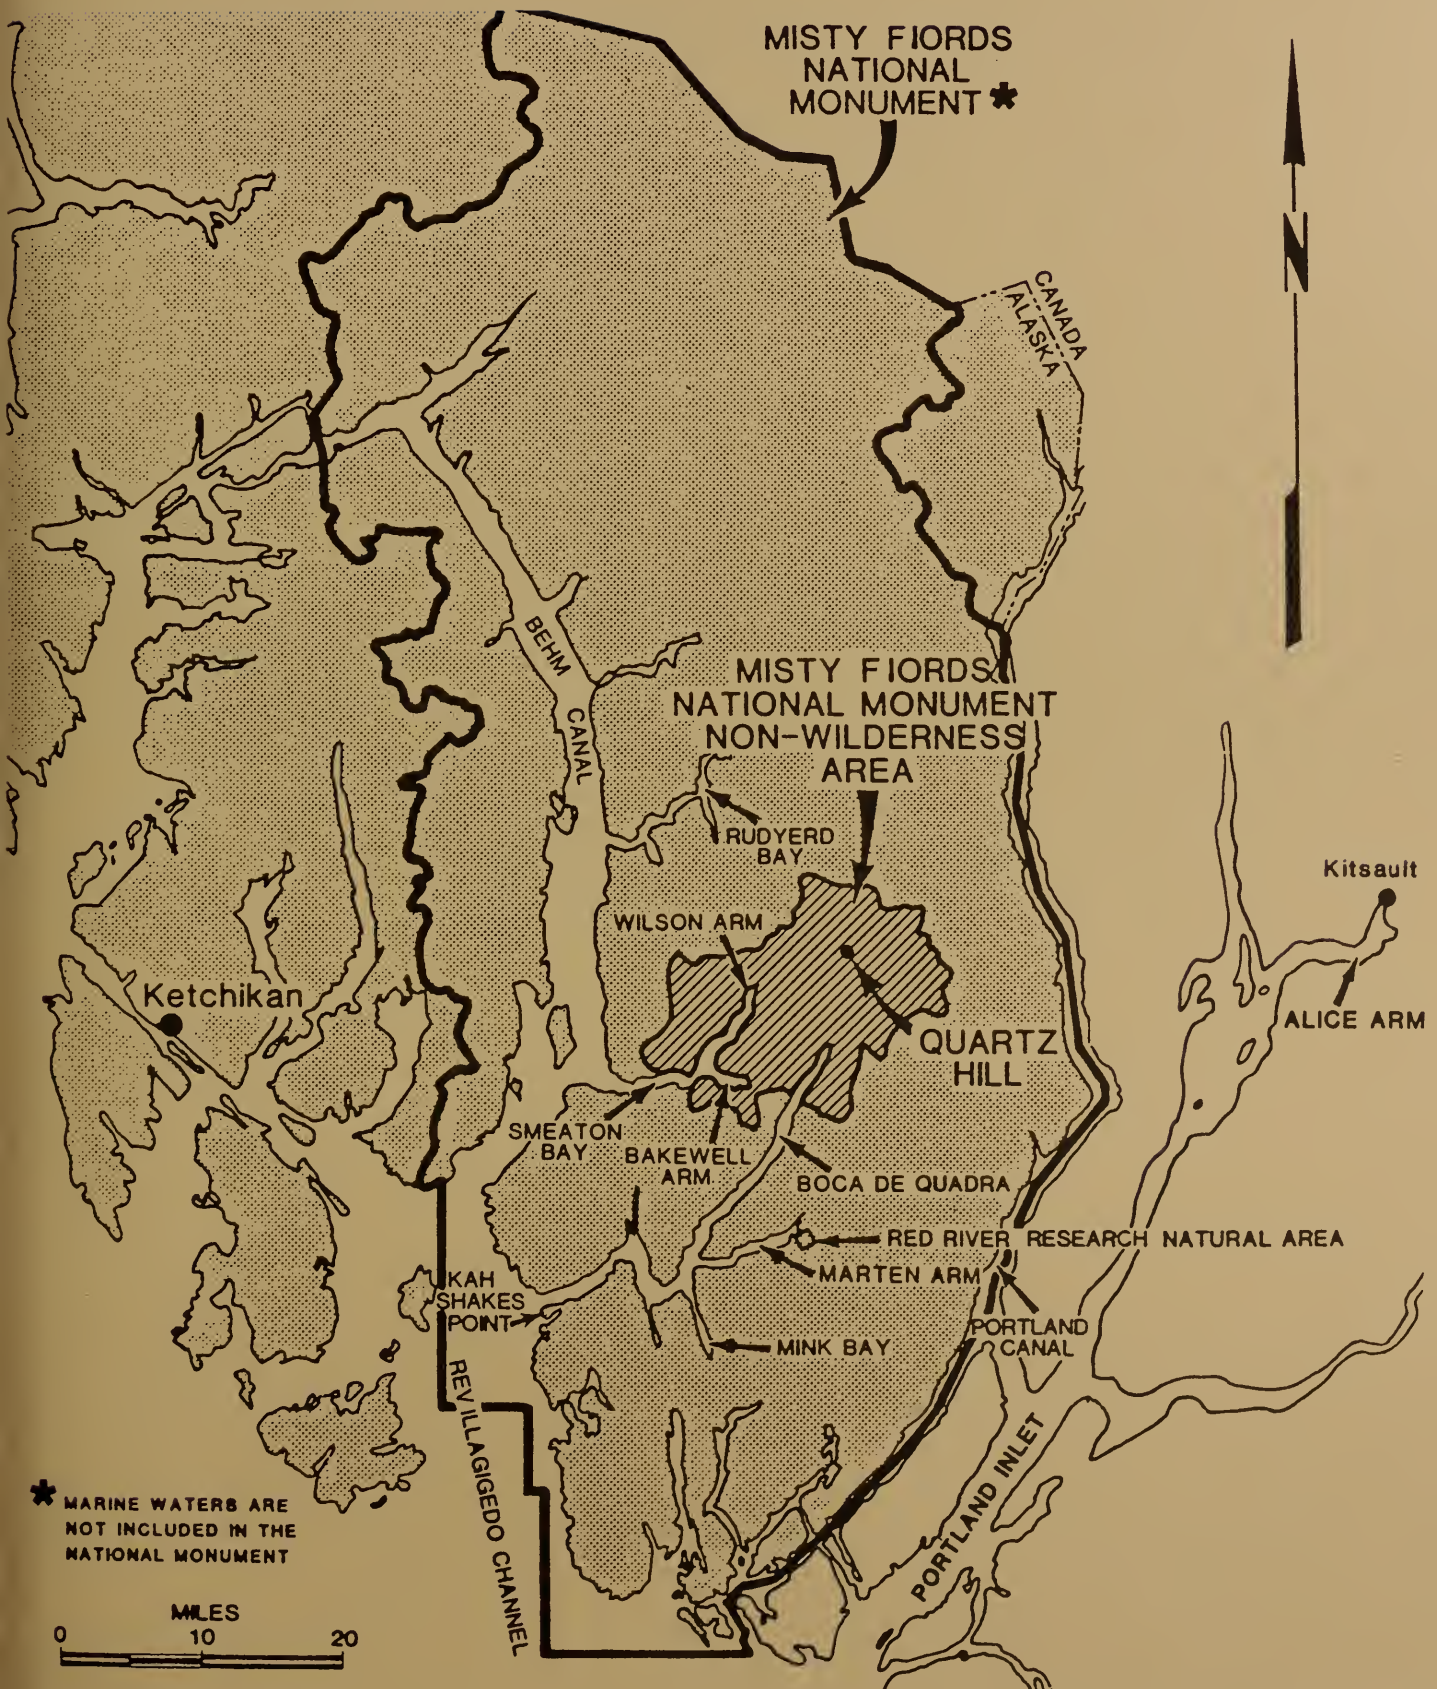 MISTY FIORDS
NATIONAL
MONUMENT *
N
CANADA
ALASKA
BEHM
CANAL
MISTY FIORDS
NATIONAL MONUMENT
NON-WILDERNESS
AREA
RUDYERD
BAY
Kitsault
WILSON ARM
Ketchikan
ALICE ARM
QUARTZ
HILL
SMEATON
BAY
BAKEWELL
ARM
BOCA DE QUADRA
RED RIVER RESEARCH NATURAL AREA
MARTEN ARM
KAH
SHAKES
POINT
PORTLAND
CANAL
MINK BAY
REVILLAGIGEDO CHANNEL
PORTLAND INLET
* MARINE WATERS ARE
NOT INCLUDED IN THE
NATIONAL MONUMENT
MILES
0 10 20